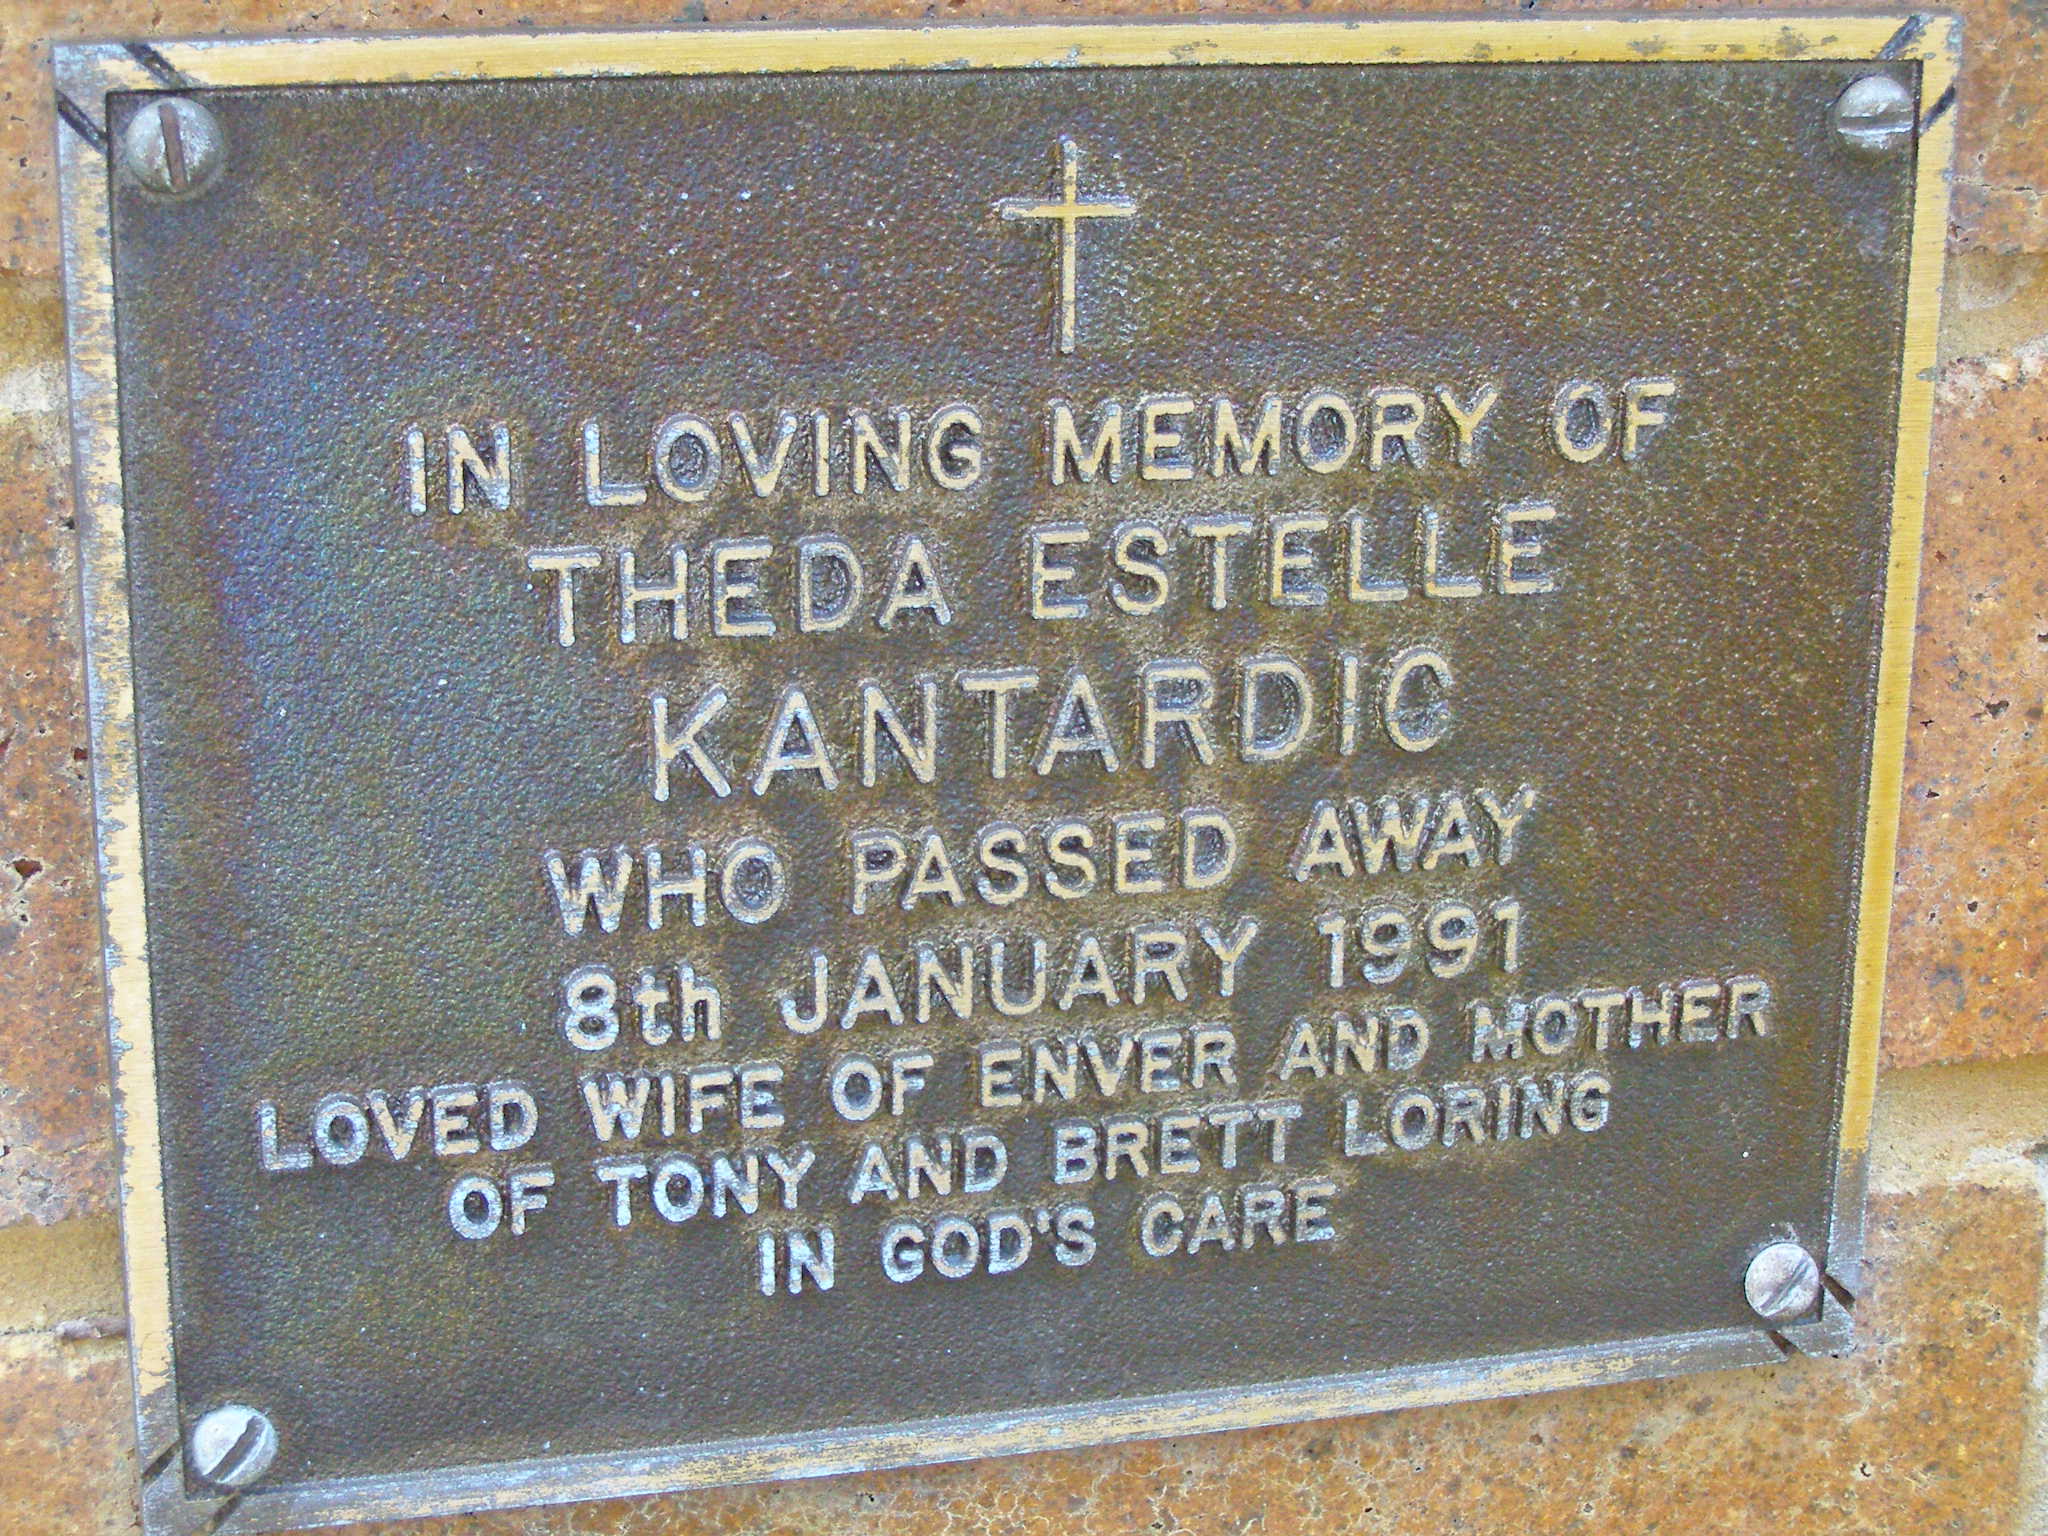 IN LOVING MEMORY OF
THEDA ESTELLE
KANTARDIC
WHO PASSED AWAY
8th JANUARY 1991
LOVED WIFE OF ENVER AND MOTHER
OF TONY AND BRETT LORING
IN GOD'S CARE